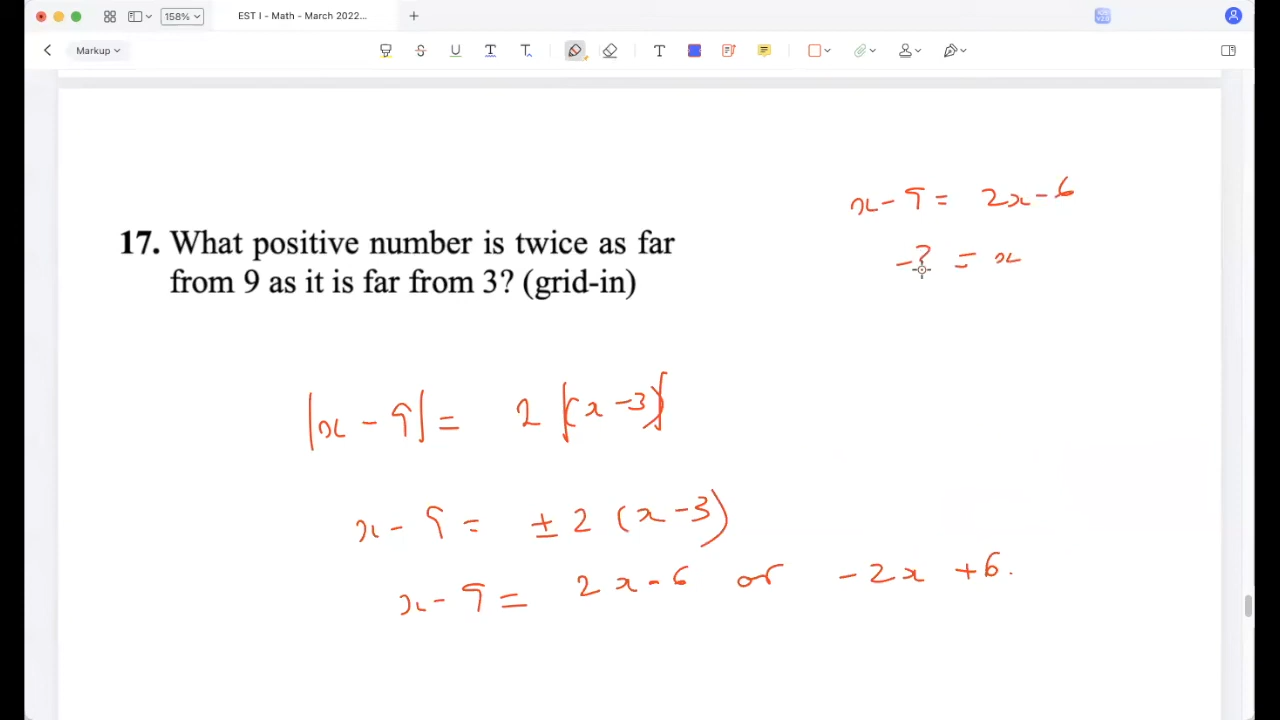 158%
EST I - Math - March 2022...
Markup
17. What positive number is twice as far
from 9 as it is far from 3? (grid-in)
x - 9 = 2x - 6
-3 = x
|x - 9| = 2 |(x - 3)|
x - 9 = ± 2 (x - 3)
x - 9 = 2x - 6 or - 2x + 6.